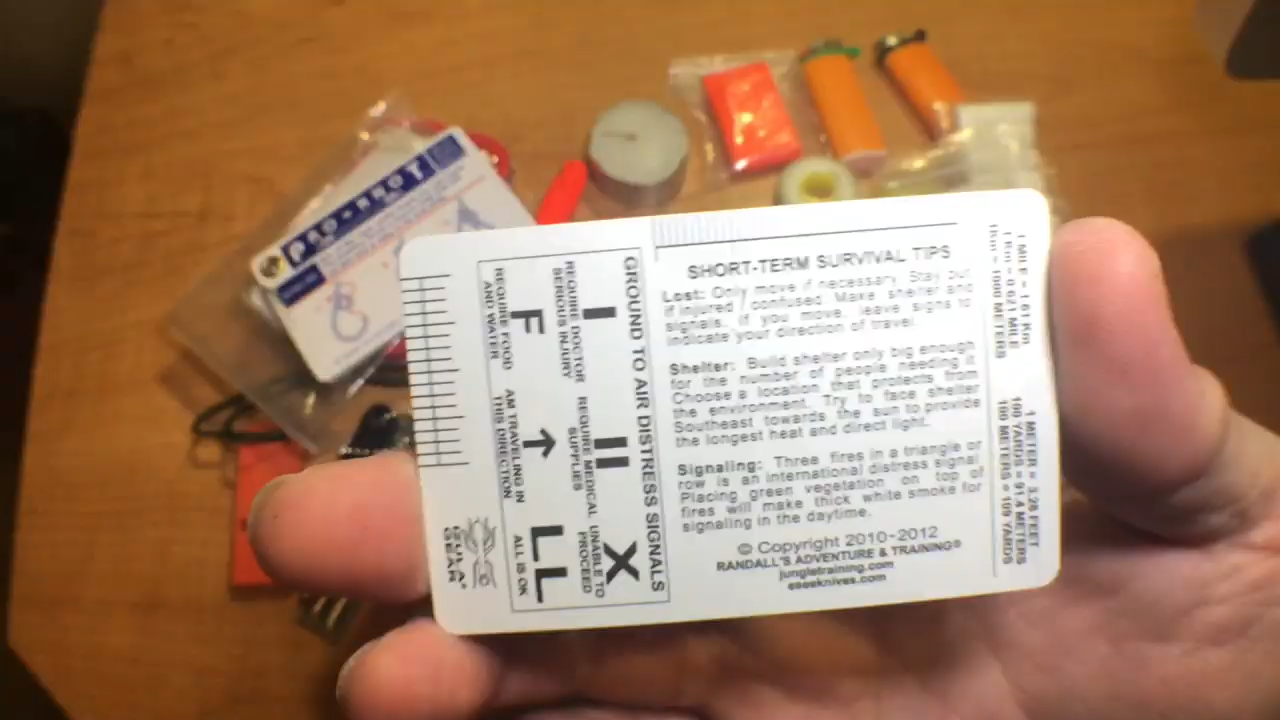 SHORT-TERM SURVIVAL TIPS
Lost: Only move if necessary. Stay put
if injured / confused. Make shelter and
signals. If you move, leave signs to
indicate your direction of travel.
Shelter: Build shelter only big enough
for the number of people needing it.
Choose a location that protects from
the environment. Try to face shelter
Southeast towards the sun to provide
the longest heat and direct light.
Signaling: Three fires in a triangle or
row is an international distress signal.
Placing green vegetation on top of
fires will make thick white smoke for
signaling in the daytime.
© Copyright 2010-2012
RANDALL'S ADVENTURE & TRAINING®
jungletraining.com
eseeknives.com
GROUND TO AIR DISTRESS SIGNALS
I
REQUIRE DOCTOR
SERIOUS INJURY
II
REQUIRE MEDICAL
SUPPLIES
X
UNABLE TO
PROCEED
F
REQUIRE FOOD
AND WATER
↑
AM TRAVELING IN
THIS DIRECTION
LL
ALL IS OK
1 MILE = 1.61 KM
1 KM = 0.621 MILE
1KM = 1000 METERS
1 METER = 3.28 FEET
100 YARDS = 91.4 METERS
100 METERS = 109 YARDS
IZULA®
GEAR
PRO-KNOT